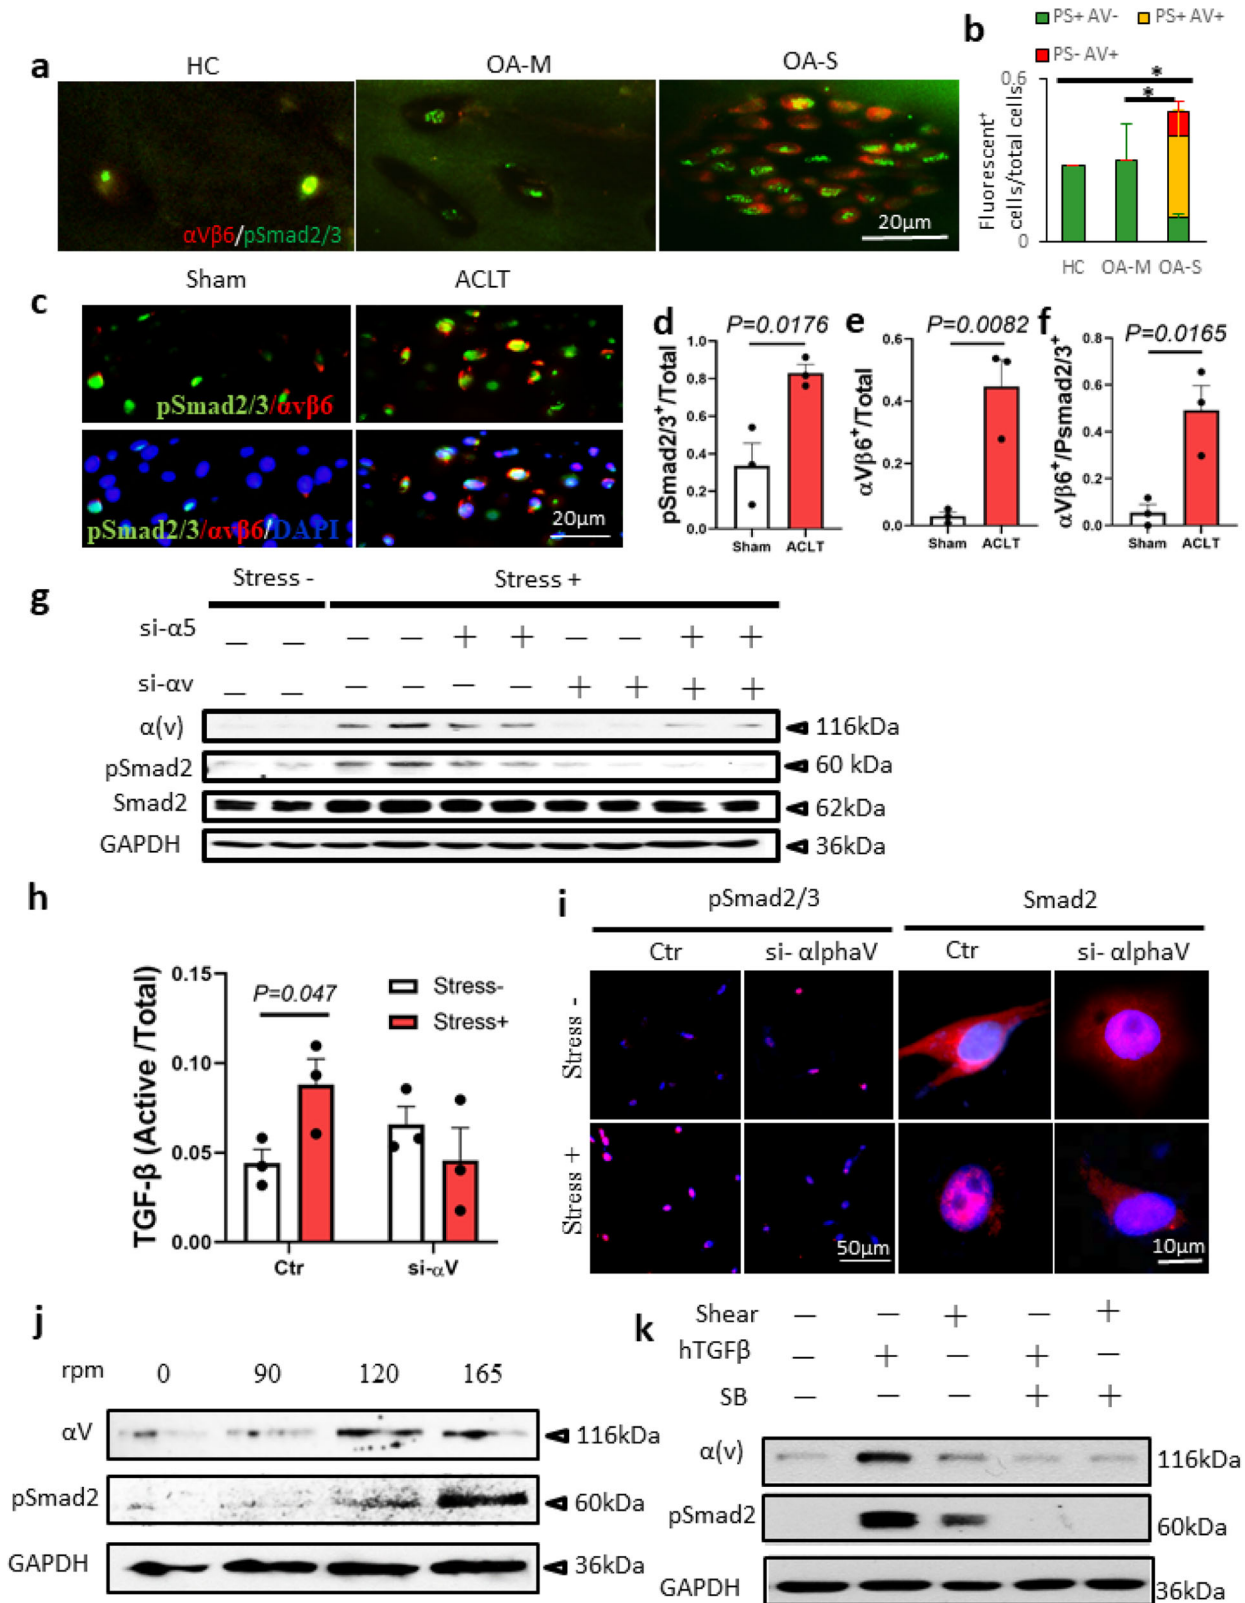 a
HC
OA-M
OA-S
αVβ6/pSmad2/3
20μm
b
PS+ AV-
PS+ AV+
PS- AV+
*
*
0.6
0
Fluorescent⁺
cells/total cells
HC OA-M OA-S
c
Sham
ACLT
pSmad2/3/αvβ6
pSmad2/3/αvβ6/DAPI
20μm
d
P=0.0176
pSmad2/3⁺/Total
1.0
0.8
0.6
0.4
0.2
0.0
Sham ACLT
e
P=0.0082
αVβ6⁺/Total
0.6
0.4
0.2
0.0
Sham ACLT
f
P=0.0165
αVβ6⁺/Psmad2/3⁺
0.8
0.6
0.4
0.2
0.0
Sham ACLT
g
Stress - Stress +
si-α5 − − − − + + − − + +
si-αv − − − − − − + + + +
α(v) 116kDa
pSmad2 60 kDa
Smad2 62kDa
GAPDH 36kDa
h
TGF-β (Active /Total)
0.15
0.10
0.05
0.00
P=0.047
Stress-
Stress+
Ctr si-αV
i
pSmad2/3 Smad2
Ctr si- αlphaV Ctr si- αlphaV
Stress -
Stress +
50μm
10μm
j
rpm 0 90 120 165
αV 116kDa
pSmad2 60kDa
GAPDH 36kDa
k
Shear − − + − +
hTGFβ − + − + −
SB − − − + +
α(v) 116kDa
pSmad2 60kDa
GAPDH 36kDa